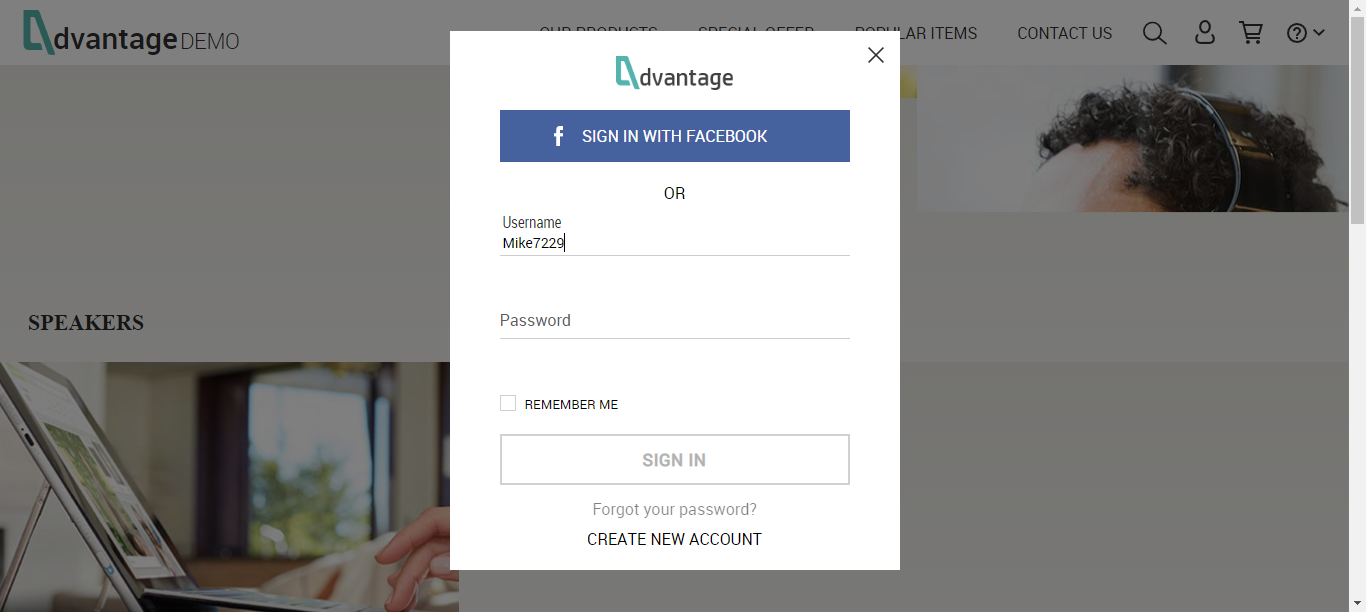 dvantage DEMO
OUR PRODUCTS SPECIAL OFFER POPULAR ITEMS CONTACT US
dvantage
SIGN IN WITH FACEBOOK
OR
Username
Mike7229
Password
REMEMBER ME
SIGN IN
Forgot your password?
CREATE NEW ACCOUNT
SPEAKERS